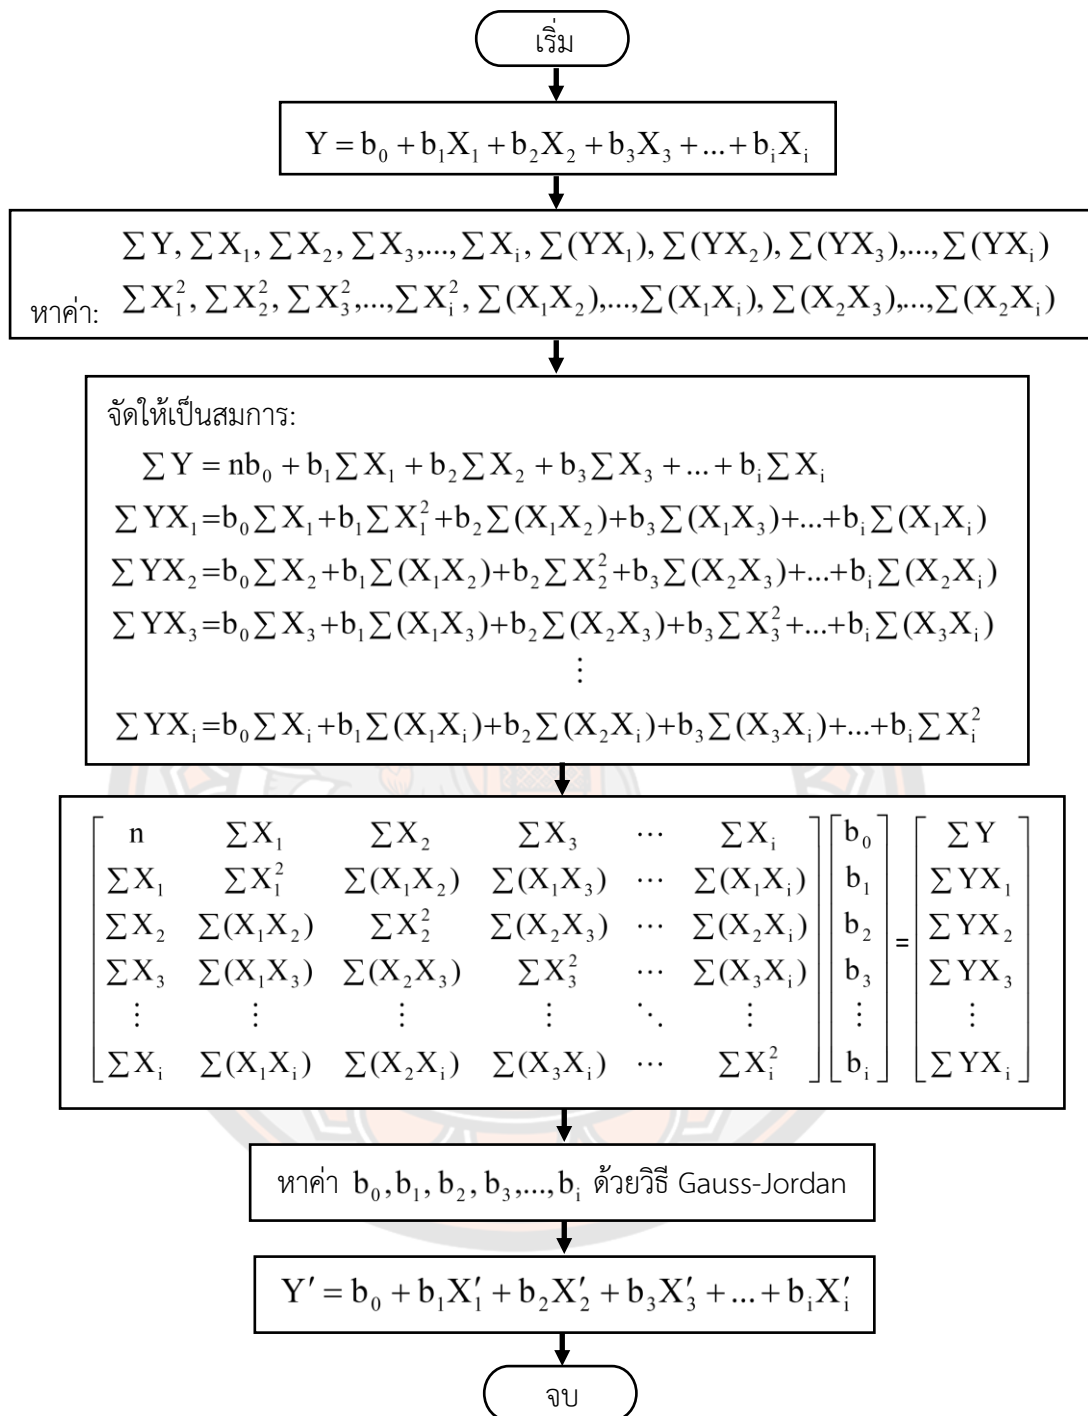 เริ่ม
Y = b₀ + b₁X₁ + b₂X₂ + b₃X₃ + ... + bᵢXᵢ
∑Y, ∑X₁, ∑X₂, ∑X₃,..., ∑Xᵢ, ∑(YX₁), ∑(YX₂), ∑(YX₃),..., ∑(YXᵢ)
หาค่า: ∑X₁², ∑X₂², ∑X₃²,...,∑Xᵢ², ∑(X₁X₂),...,∑(X₁Xᵢ), ∑(X₂X₃),...,∑(X₂Xᵢ)
จัดให้เป็นสมการ:
∑Y = nb₀ + b₁∑X₁ + b₂∑X₂ + b₃∑X₃ + ... + bᵢ∑Xᵢ
∑YX₁=b₀∑X₁+b₁∑X₁²+b₂∑(X₁X₂)+b₃∑(X₁X₃)+...+bᵢ∑(X₁Xᵢ)
∑YX₂=b₀∑X₂+b₁∑(X₁X₂)+b₂∑X₂²+b₃∑(X₂X₃)+...+bᵢ∑(X₂Xᵢ)
∑YX₃=b₀∑X₃+b₁∑(X₁X₃)+b₂∑(X₂X₃)+b₃∑X₃²+...+bᵢ∑(X₃Xᵢ)
⋮
∑YXᵢ=b₀∑Xᵢ+b₁∑(X₁Xᵢ)+b₂∑(X₂Xᵢ)+b₃∑(X₃Xᵢ)+...+bᵢ∑Xᵢ²
n ∑X₁ ∑X₂ ∑X₃ ⋯ ∑Xᵢ b₀ ∑Y
∑X₁ ∑X₁² ∑(X₁X₂) ∑(X₁X₃) ⋯ ∑(X₁Xᵢ) b₁ ∑YX₁
∑X₂ ∑(X₁X₂) ∑X₂² ∑(X₂X₃) ⋯ ∑(X₂Xᵢ) b₂ = ∑YX₂
∑X₃ ∑(X₁X₃) ∑(X₂X₃) ∑X₃² ⋯ ∑(X₃Xᵢ) b₃ ∑YX₃
⋮ ⋮ ⋮ ⋮ ⋱ ⋮ ⋮ ⋮
∑Xᵢ ∑(X₁Xᵢ) ∑(X₂Xᵢ) ∑(X₃Xᵢ) ⋯ ∑Xᵢ² bᵢ ∑YXᵢ
หาค่า b₀, b₁, b₂, b₃,..., bᵢ ด้วยวิธี Gauss-Jordan
Y′ = b₀ + b₁X′₁ + b₂X′₂ + b₃X′₃ + ... + bᵢX′ᵢ
จบ